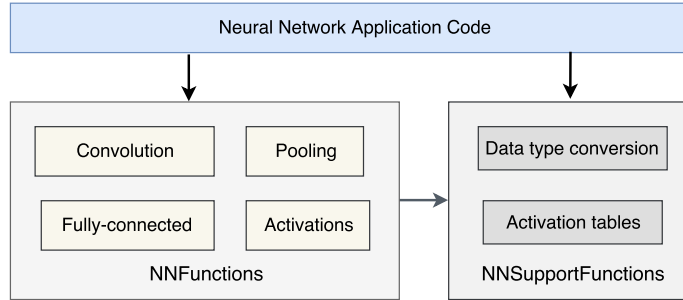 Neural Network Application Code
Convolution
Pooling
Fully-connected
Activations
NNFunctions
Data type conversion
Activation tables
NNSupportFunctions